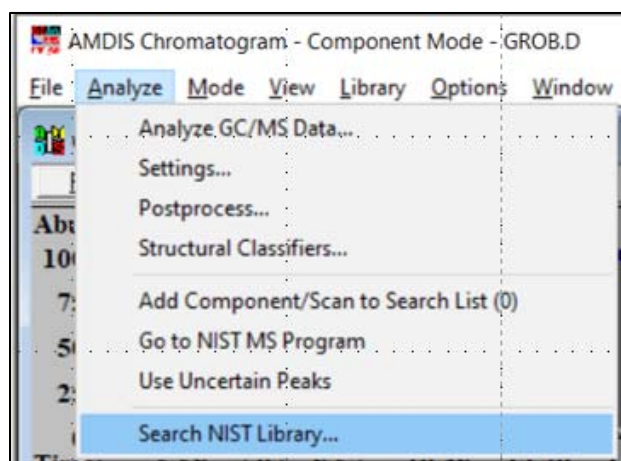 AMDIS Chromatogram - Component Mode - GROB.D
File Analyze Mode View Library Options Window
Analyze GC/MS Data...
Settings...
Postprocess...
Structural Classifiers...
Add Component/Scan to Search List (0)
Go to NIST MS Program
Use Uncertain Peaks
Search NIST Library...